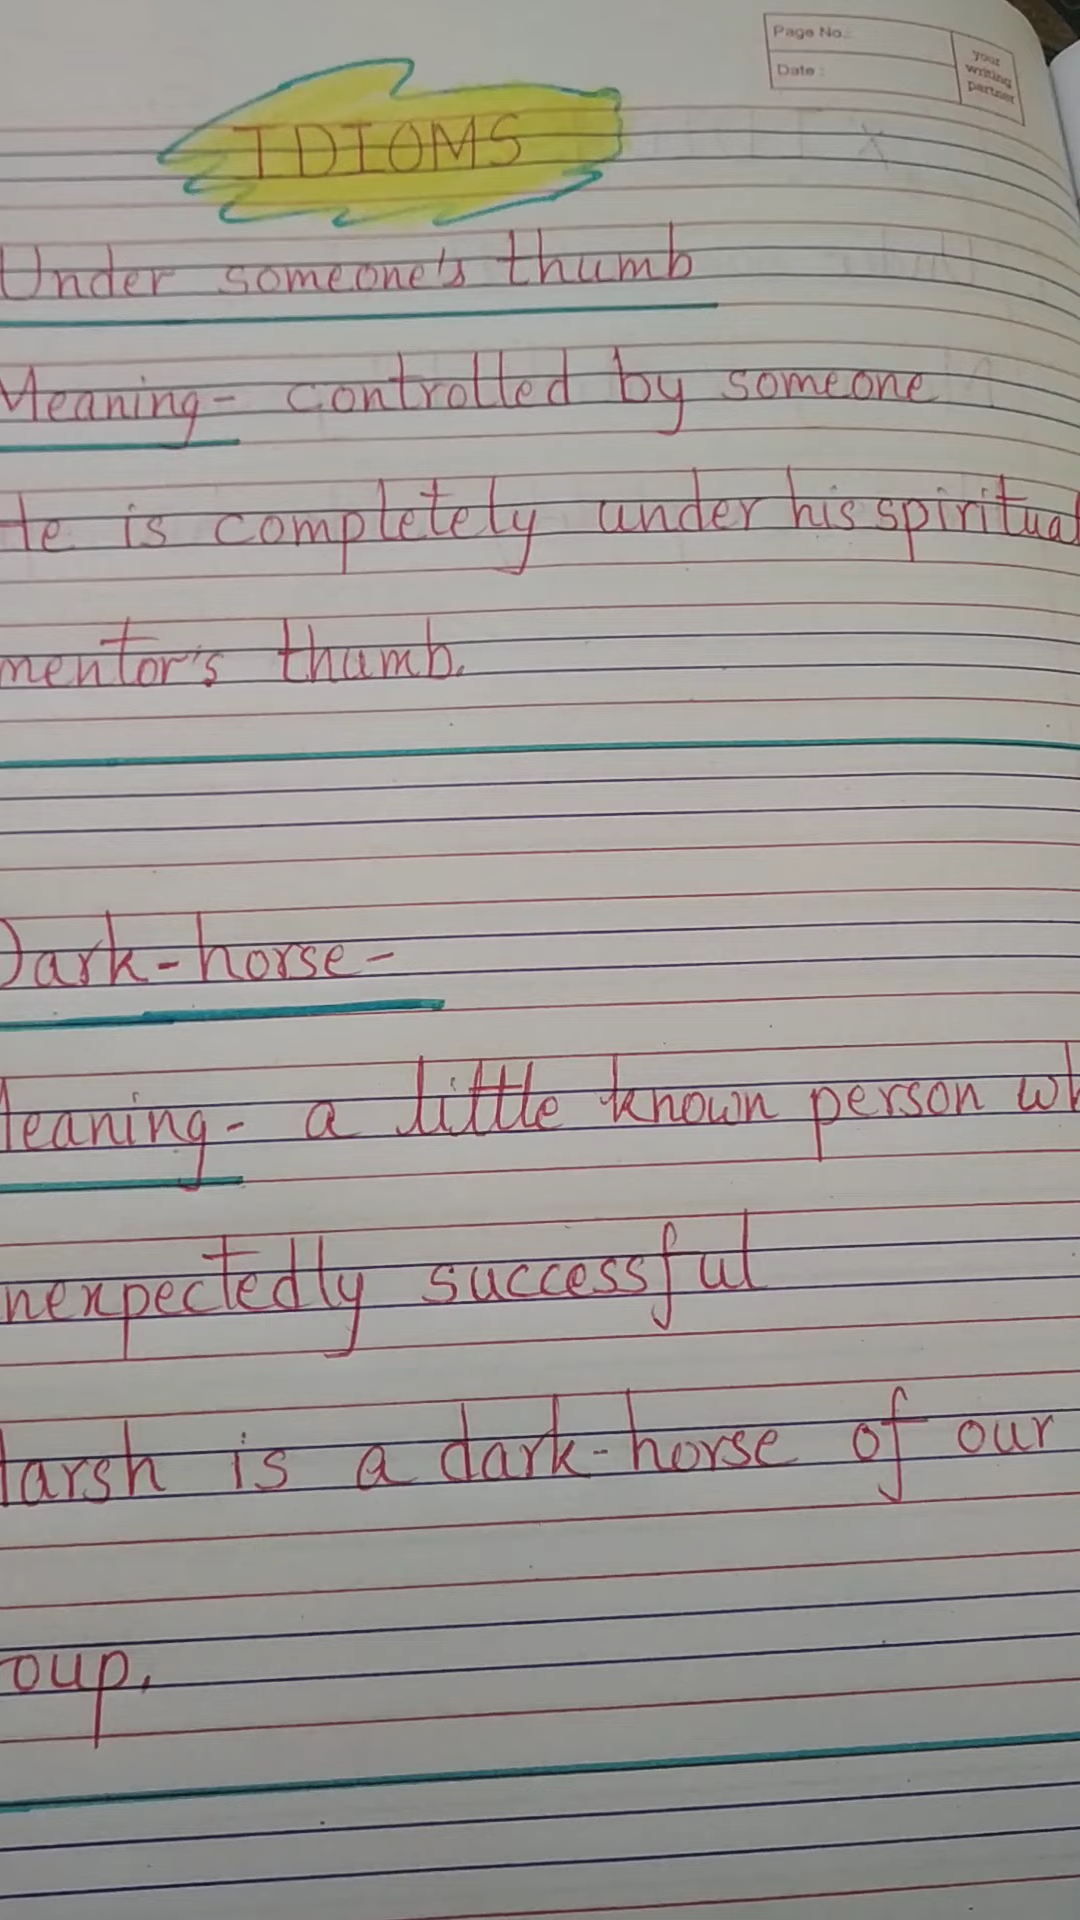 Page No.:
Date :
your
writing
partner
IDIOMS
Under someone's thumb
Meaning- controlled by someone
He is completely under his spiritual
mentor's thumb.
Dark-horse-
Meaning- a little known person wh
nexpectedly successful
Harsh is a dark-horse of our
oup.